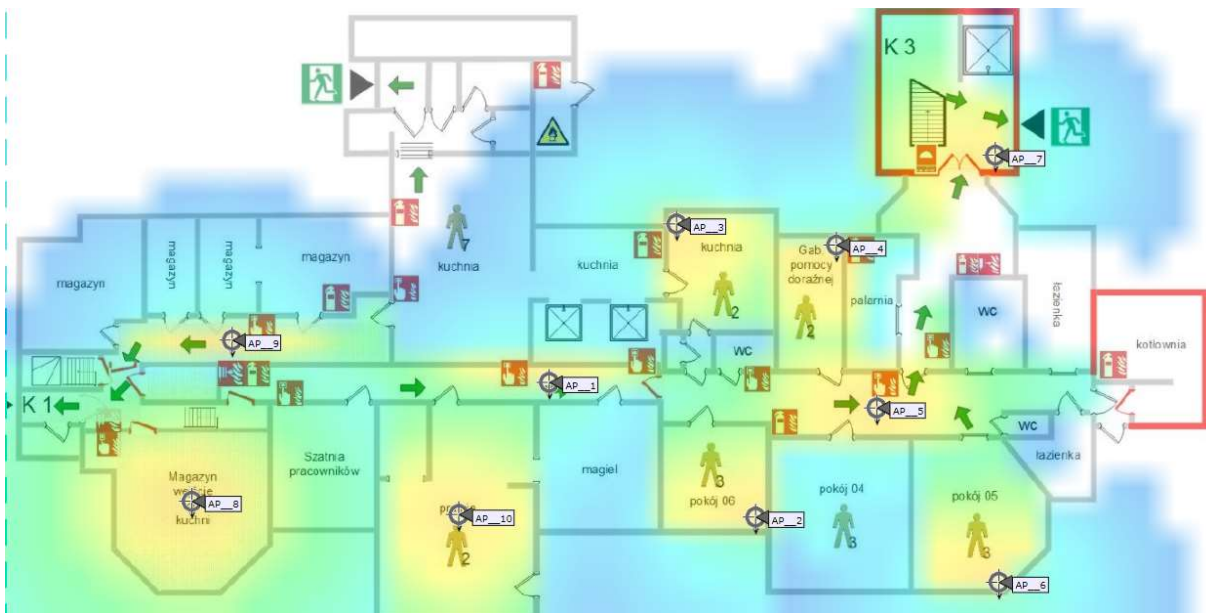 K 3
AP__7
AP__3
kuchnia
2
AP__4
Gab.
pomocy
doraźnej
2
palarnia
kuchnia
7
kuchnia
magazyn
magazyn
magazyn
magazyn
łazienka
wc
wc
kotłownia
AP__9
AP__1
AP__5
K 1
wc
łazienka
Szatnia
pracowników
magiel
3
pokój 06
AP__2
pokój 04
3
pokój 05
3
AP__6
Magazyn
kuchni
AP__8
AP__10
2